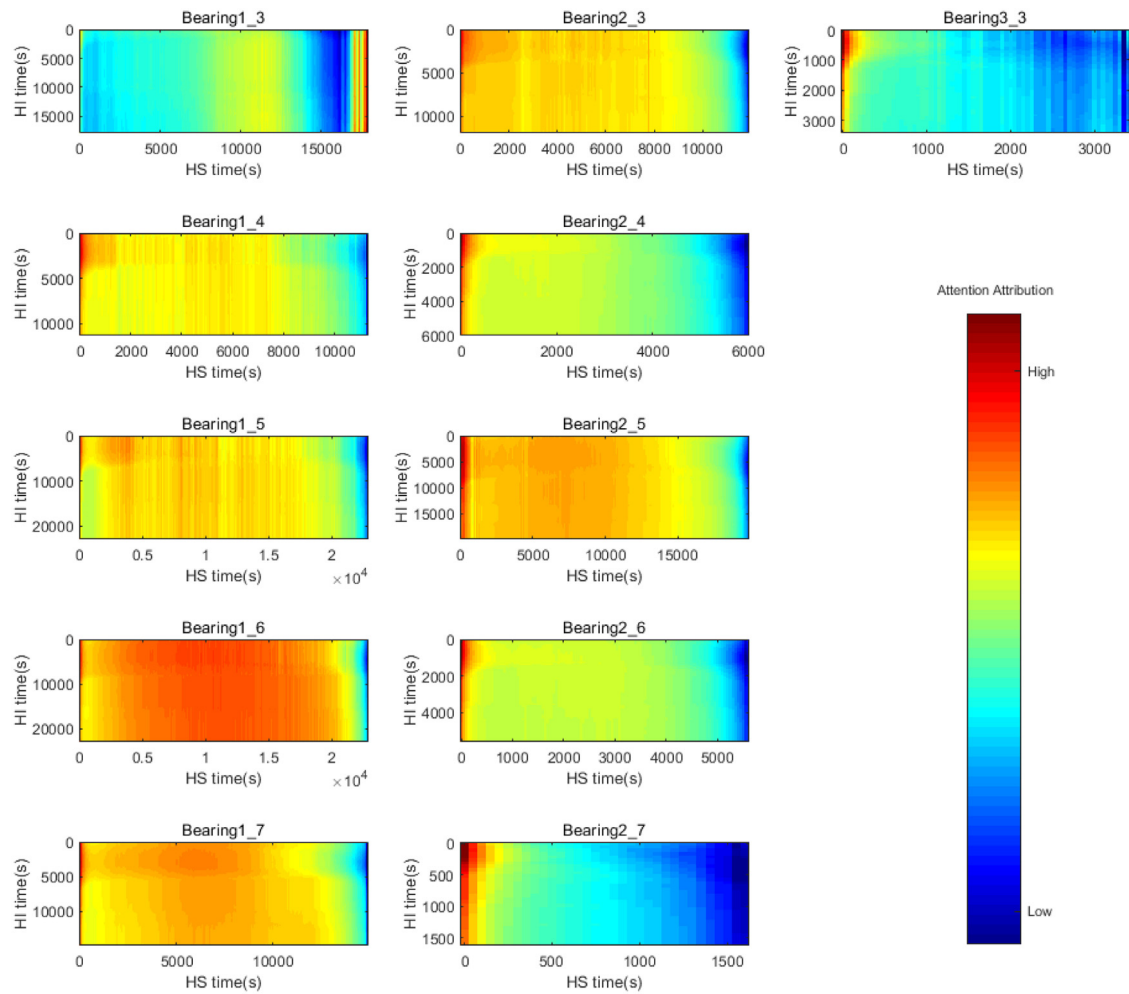 Bearing1_3
HI time(s)
0
5000
10000
15000
0 5000 10000 15000
HS time(s)
Bearing2_3
HI time(s)
0
5000
10000
0 2000 4000 6000 8000 10000
HS time(s)
Bearing3_3
HI time(s)
0
1000
2000
3000
0 1000 2000 3000
HS time(s)
Bearing1_4
HI time(s)
0
5000
10000
0 2000 4000 6000 8000 10000
HS time(s)
Bearing2_4
HI time(s)
0
2000
4000
6000
0 2000 4000 6000
HS time(s)
Bearing1_5
HI time(s)
0
10000
20000
0 0.5 1 1.5 2
HS time(s) ×10⁴
Bearing2_5
HI time(s)
0
5000
10000
15000
0 5000 10000 15000
HS time(s)
Bearing1_6
HI time(s)
0
10000
20000
0 0.5 1 1.5 2
HS time(s) ×10⁴
Bearing2_6
HI time(s)
0
2000
4000
0 1000 2000 3000 4000 5000
HS time(s)
Bearing1_7
HI time(s)
0
5000
10000
0 5000 10000
HS time(s)
Bearing2_7
HI time(s)
0
500
1000
1500
0 500 1000 1500
HS time(s)
Attention Attribution
High
Low